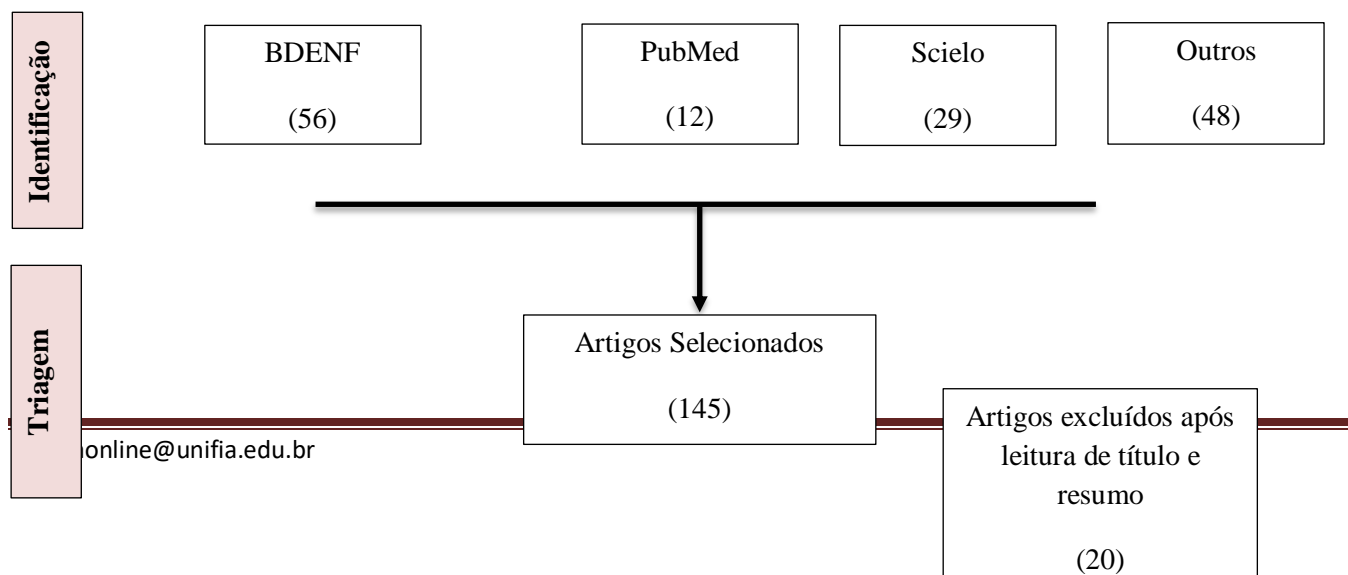 Identificação
BDENF
(56)
PubMed
(12)
Scielo
(29)
Outros
(48)
Triagem
Artigos Selecionados
(145)
Artigos excluídos após
leitura de título e
resumo
(20)
online@unifia.edu.br